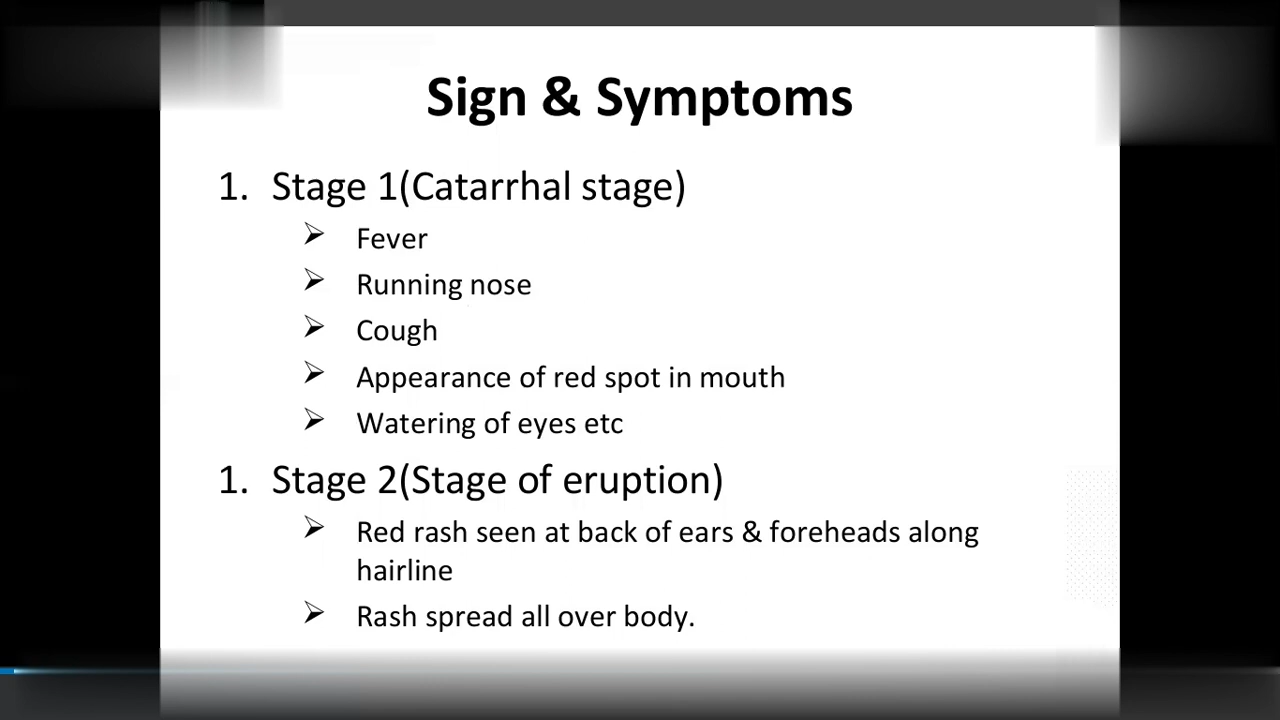 Sign & Symptoms
1. Stage 1(Catarrhal stage)
➢ Fever
➢ Running nose
➢ Cough
➢ Appearance of red spot in mouth
➢ Watering of eyes etc
1. Stage 2(Stage of eruption)
➢ Red rash seen at back of ears & foreheads along
hairline
➢ Rash spread all over body.